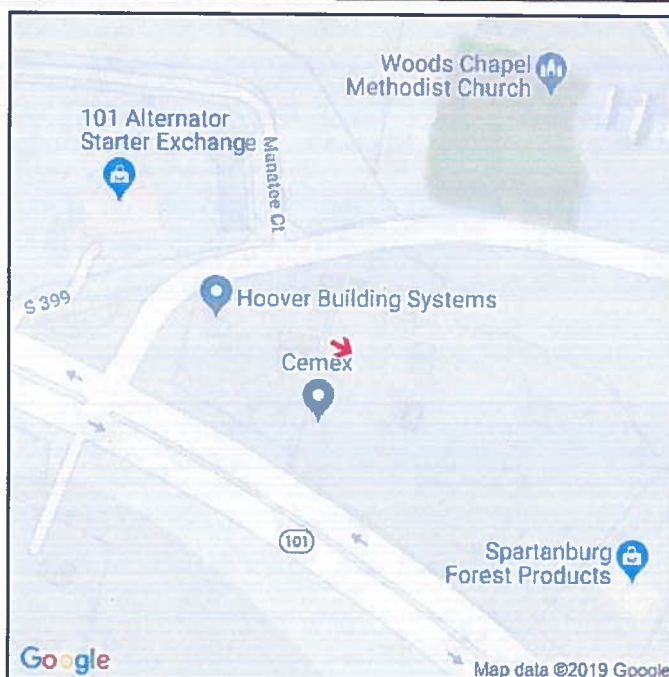 Woods Chapel
Methodist Church
101 Alternator
Starter Exchange
Manatee Ct
S 399
Hoover Building Systems
Cemex
101
Spartanburg
Forest Products
Google
Map data ©2019 Google